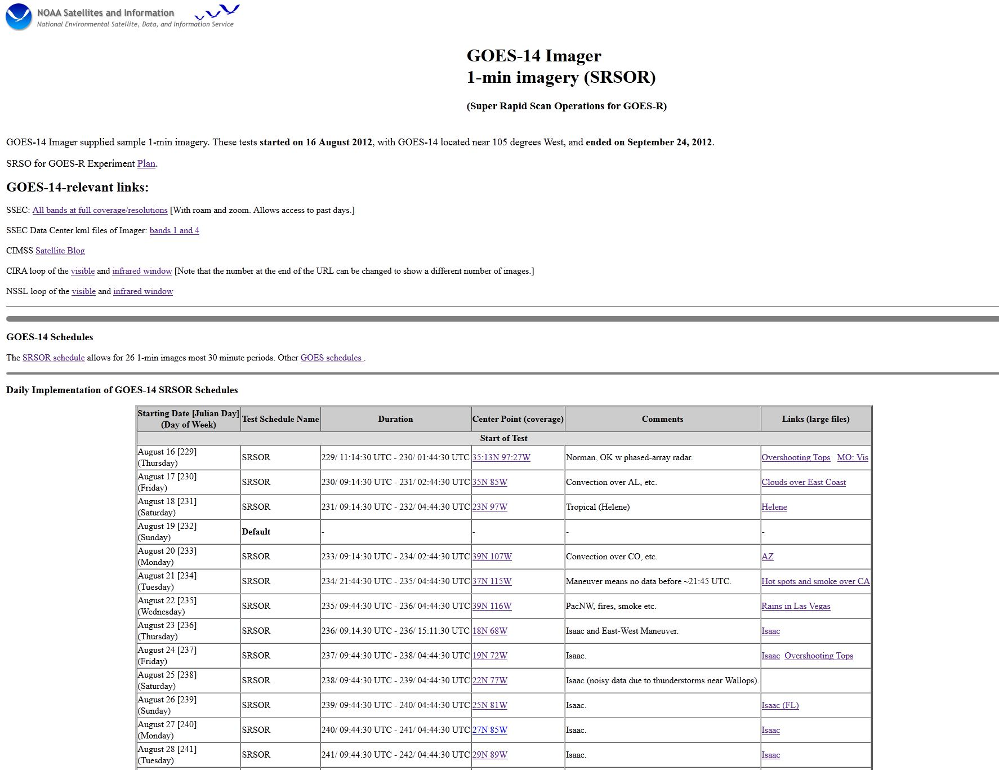 NOAA Satellites and Information
National Environmental Satellite, Data, and Information Service
GOES-14 Imager
1-min imagery (SRSOR)
(Super Rapid Scan Operations for GOES-R)
GOES-14 Imager supplied sample 1-min imagery. These tests started on 16 August 2012, with GOES-14 located near 105 degrees West, and ended on September 24, 2012.
SRSO for GOES-R Experiment Plan.
GOES-14-relevant links:
SSEC: All bands at full coverage/resolutions [With roam and zoom. Allows access to past days.]
SSEC Data Center kml files of Imager: bands 1 and 4
CIMSS Satellite Blog
CIRA loop of the visible and infrared window [Note that the number at the end of the URL can be changed to show a different number of images.]
NSSL loop of the visible and infrared window
GOES-14 Schedules
The SRSOR schedule allows for 26 1-min images most 30 minute periods. Other GOES schedules .
Daily Implementation of GOES-14 SRSOR Schedules
Starting Date [Julian Day] (Day of Week) Test Schedule Name Duration Center Point (coverage) Comments Links (large files)
Start of Test
August 16 [229] (Thursday) SRSOR 229/ 11:14:30 UTC - 230/ 01:44:30 UTC 35:13N 97:27W Norman, OK w phased-array radar. Overshooting Tops MO: Vis
August 17 [230] (Friday) SRSOR 230/ 09:14:30 UTC - 231/ 02:44:30 UTC 35N 85W Convection over AL, etc. Clouds over East Coast
August 18 [231] (Saturday) SRSOR 231/ 09:14:30 UTC - 232/ 04:44:30 UTC 23N 97W Tropical (Helene) Helene
August 19 [232] (Sunday) Default - - - -
August 20 [233] (Monday) SRSOR 233/ 09:14:30 UTC - 234/ 02:44:30 UTC 39N 107W Convection over CO, etc. AZ
August 21 [234] (Tuesday) SRSOR 234/ 21:44:30 UTC - 235/ 04:44:30 UTC 37N 115W Maneuver means no data before ~21:45 UTC. Hot spots and smoke over CA
August 22 [235] (Wednesday) SRSOR 235/ 09:44:30 UTC - 236/ 04:44:30 UTC 39N 116W PacNW, fires, smoke etc. Rains in Las Vegas
August 23 [236] (Thursday) SRSOR 236/ 09:14:30 UTC - 236/ 15:11:30 UTC 18N 68W Isaac and East-West Maneuver. Isaac
August 24 [237] (Friday) SRSOR 237/ 09:44:30 UTC - 238/ 04:44:30 UTC 19N 72W Isaac. Isaac Overshooting Tops
August 25 [238] (Saturday) SRSOR 238/ 09:44:30 UTC - 239/ 04:44:30 UTC 22N 77W Isaac (noisy data due to thunderstorms near Wallops).
August 26 [239] (Sunday) SRSOR 239/ 09:44:30 UTC - 240/ 04:44:30 UTC 25N 81W Isaac. Isaac (FL)
August 27 [240] (Monday) SRSOR 240/ 09:44:30 UTC - 241/ 04:44:30 UTC 27N 85W Isaac. Isaac
August 28 [241] (Tuesday) SRSOR 241/ 09:44:30 UTC - 242/ 04:44:30 UTC 29N 89W Isaac. Isaac